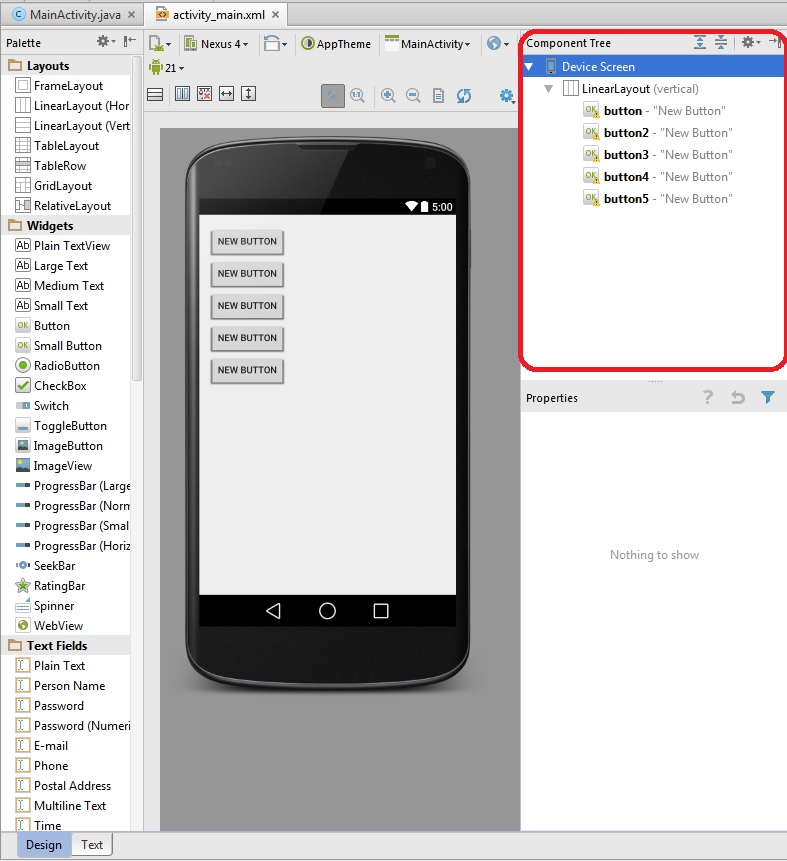 MainActivity.java
activity_main.xml
Palette
Nexus 4
AppTheme
MainActivity
21
Layouts
FrameLayout
LinearLayout (Hor
LinearLayout (Vert
TableLayout
TableRow
GridLayout
RelativeLayout
Widgets
Plain TextView
Large Text
Medium Text
Small Text
Button
Small Button
RadioButton
CheckBox
Switch
ToggleButton
ImageButton
ImageView
ProgressBar (Large
ProgressBar (Norm
ProgressBar (Smal
ProgressBar (Horiz
SeekBar
RatingBar
Spinner
WebView
Text Fields
Plain Text
Person Name
Password
Password (Numeri
E-mail
Phone
Postal Address
Multiline Text
Time
5:00
NEW BUTTON
NEW BUTTON
NEW BUTTON
NEW BUTTON
NEW BUTTON
Component Tree
Device Screen
LinearLayout (vertical)
button - "New Button"
button2 - "New Button"
button3 - "New Button"
button4 - "New Button"
button5 - "New Button"
Properties
Nothing to show
Design
Text